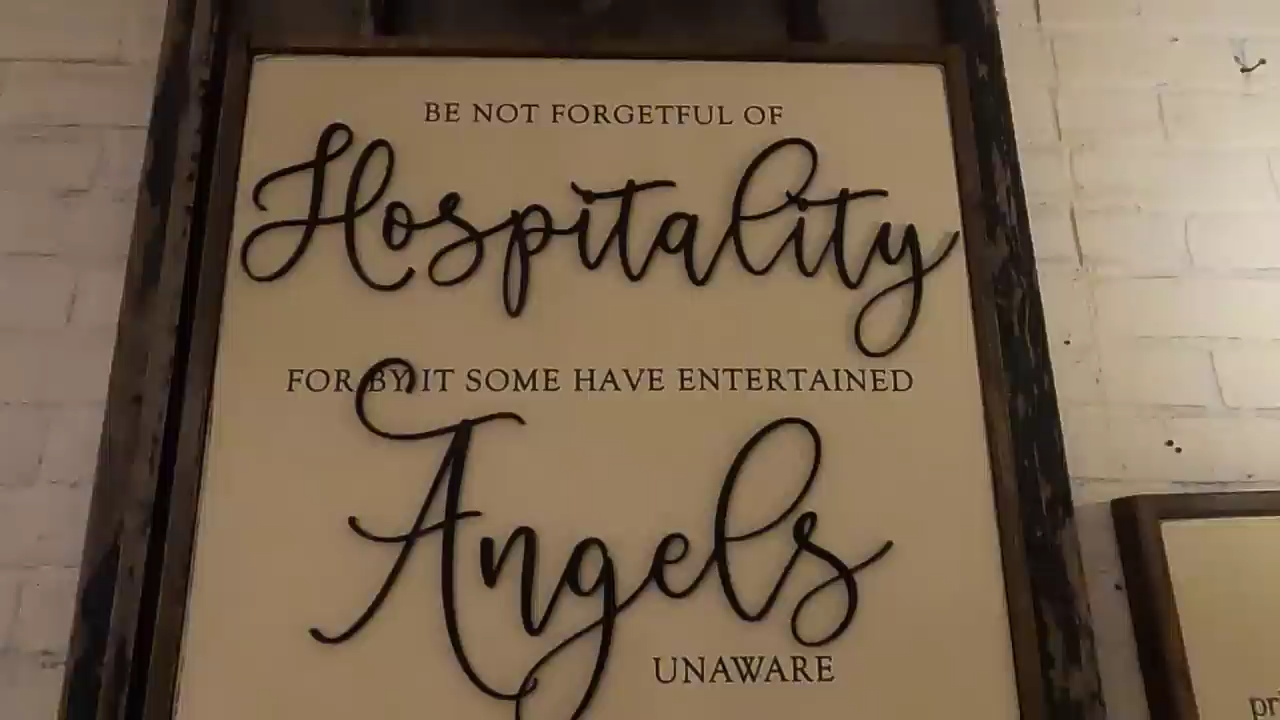 BE NOT FORGETFUL OF
Hospitality
FOR BY IT SOME HAVE ENTERTAINED
Angels
UNAWARE